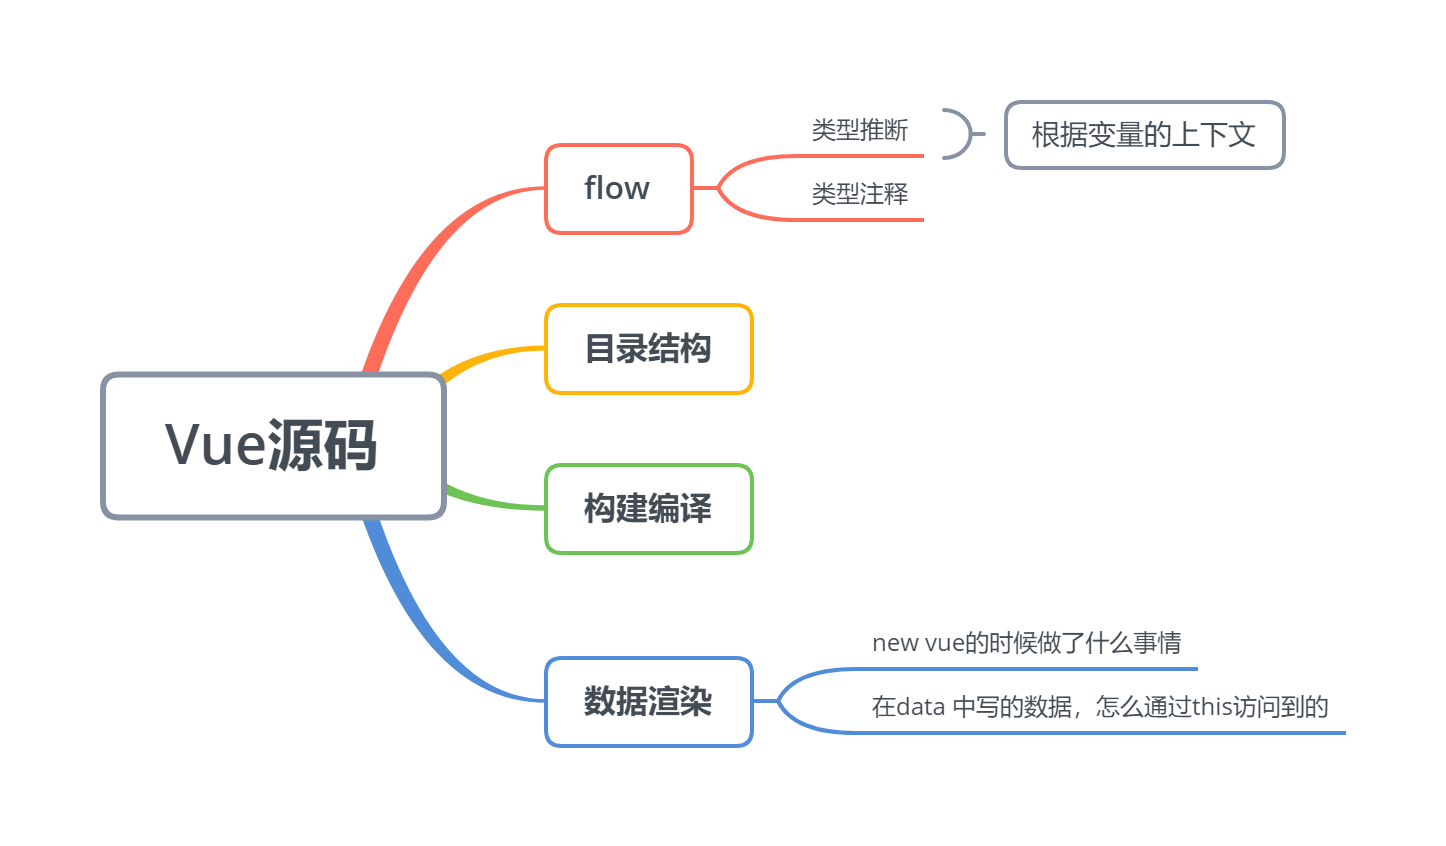 Vue源码
flow
类型推断
根据变量的上下文
类型注释
目录结构
构建编译
数据渲染
new vue的时候做了什么事情
在data 中写的数据，怎么通过this访问到的